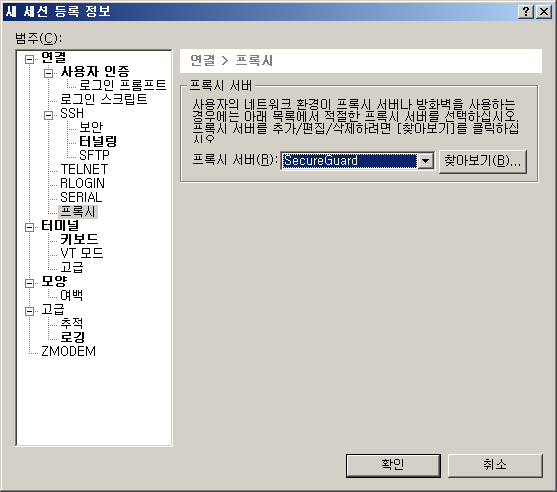 새 세션 등록 정보
범주(C):
연결
사용자 인증
로그인 프롬프트
로그인 스크립트
SSH
보안
터널링
SFTP
TELNET
RLOGIN
SERIAL
프록시
터미널
키보드
VT 모드
고급
모양
여백
고급
추적
로깅
ZMODEM
연결 > 프록시
프록시 서버
사용자의 네트워크 환경이 프록시 서버나 방화벽을 사용하는
경우에는 아래 목록에서 적절한 프록시 서버를 선택하십시오.
프록시 서버를 추가/편집/삭제하려면 [찾아보기]를 클릭하십
시오
프록시 서버(R): SecureGuard 찾아보기(B)...
확인 취소